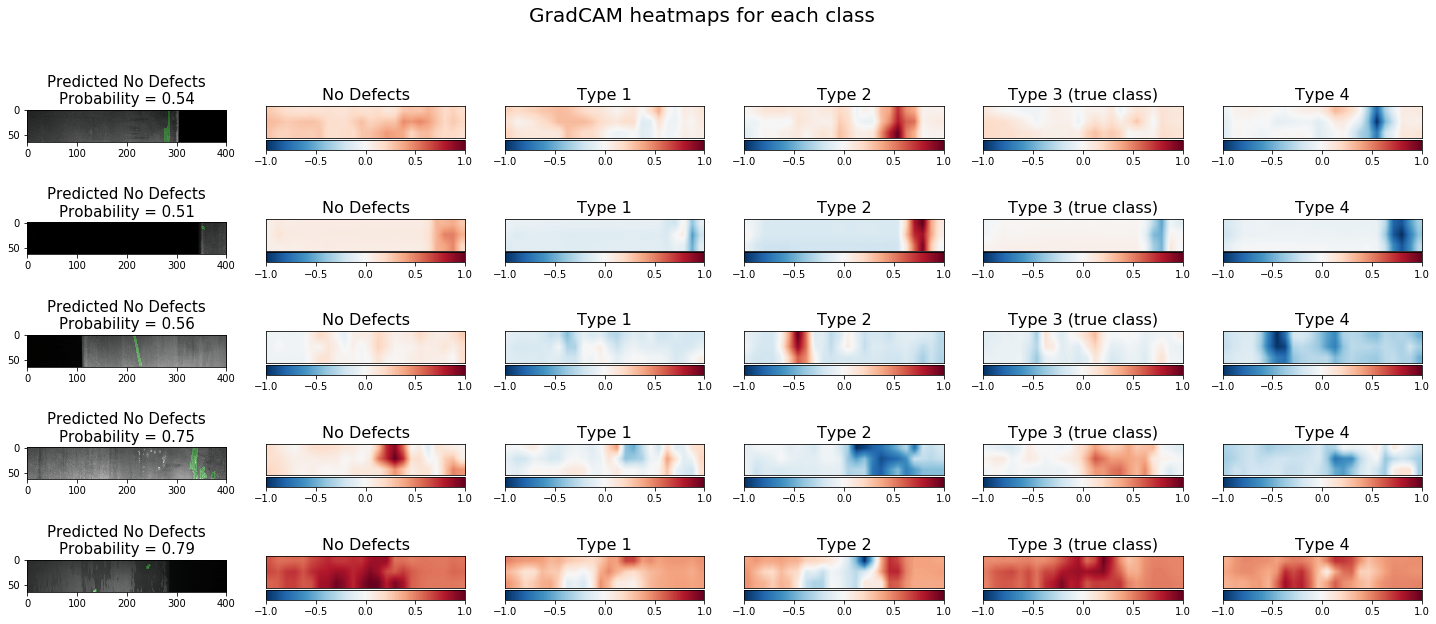 GradCAM heatmaps for each class
Predicted No Defects
Probability = 0.54
No Defects
Type 1
Type 2
Type 3 (true class)
Type 4
0
50
0 100 200 300 400
−1.0 −0.5 0.0 0.5 1.0
−1.0 −0.5 0.0 0.5 1.0
−1.0 −0.5 0.0 0.5 1.0
−1.0 −0.5 0.0 0.5 1.0
−1.0 −0.5 0.0 0.5 1.0
Predicted No Defects
Probability = 0.51
No Defects
Type 1
Type 2
Type 3 (true class)
Type 4
0
50
0 100 200 300 400
−1.0 −0.5 0.0 0.5 1.0
−1.0 −0.5 0.0 0.5 1.0
−1.0 −0.5 0.0 0.5 1.0
−1.0 −0.5 0.0 0.5 1.0
−1.0 −0.5 0.0 0.5 1.0
Predicted No Defects
Probability = 0.56
No Defects
Type 1
Type 2
Type 3 (true class)
Type 4
0
50
0 100 200 300 400
−1.0 −0.5 0.0 0.5 1.0
−1.0 −0.5 0.0 0.5 1.0
−1.0 −0.5 0.0 0.5 1.0
−1.0 −0.5 0.0 0.5 1.0
−1.0 −0.5 0.0 0.5 1.0
Predicted No Defects
Probability = 0.75
No Defects
Type 1
Type 2
Type 3 (true class)
Type 4
0
50
0 100 200 300 400
−1.0 −0.5 0.0 0.5 1.0
−1.0 −0.5 0.0 0.5 1.0
−1.0 −0.5 0.0 0.5 1.0
−1.0 −0.5 0.0 0.5 1.0
−1.0 −0.5 0.0 0.5 1.0
Predicted No Defects
Probability = 0.79
No Defects
Type 1
Type 2
Type 3 (true class)
Type 4
0
50
0 100 200 300 400
−1.0 −0.5 0.0 0.5 1.0
−1.0 −0.5 0.0 0.5 1.0
−1.0 −0.5 0.0 0.5 1.0
−1.0 −0.5 0.0 0.5 1.0
−1.0 −0.5 0.0 0.5 1.0